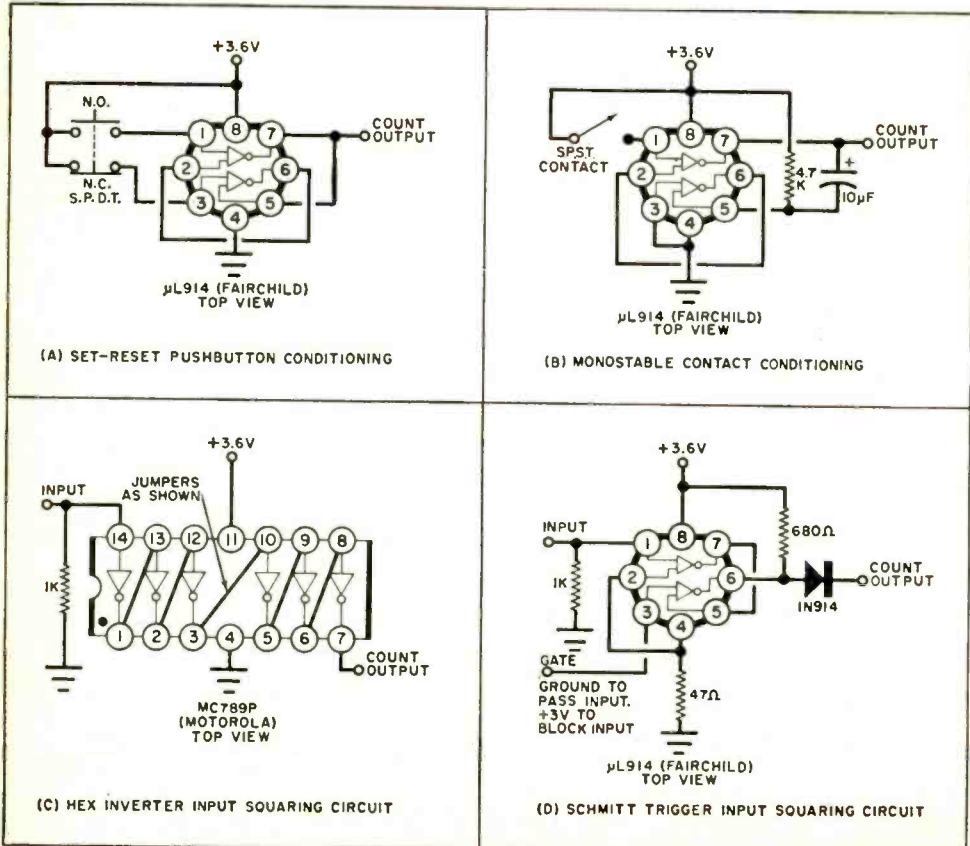 +3.6V
N.O.
N.C.
S.P.D.T.
1
8
7
2
6
3
4
5
COUNT
OUTPUT
µL914 (FAIRCHILD)
TOP VIEW
(A) SET-RESET PUSHBUTTON CONDITIONING
+3.6V
S.P.S.T.
CONTACT
1
8
7
2
6
3
4
5
4.7
K
+
10µF
COUNT
OUTPUT
µL914 (FAIRCHILD)
TOP VIEW
(B) MONOSTABLE CONTACT CONDITIONING
+3.6V
INPUT
JUMPERS
AS SHOWN
14 13 12 11 10 9 8
1K
1 2 3 4 5 6 7
COUNT
OUTPUT
MC789P
(MOTOROLA)
TOP VIEW
(C) HEX INVERTER INPUT SQUARING CIRCUIT
+3.6V
INPUT
1K
1
8
7
2
6
3
4
5
680Ω
1N914
COUNT
OUTPUT
GATE
GROUND TO
PASS INPUT.
+3V TO
BLOCK INPUT
47Ω
µL914 (FAIRCHILD)
TOP VIEW
(D) SCHMITT TRIGGER INPUT SQUARING CIRCUIT